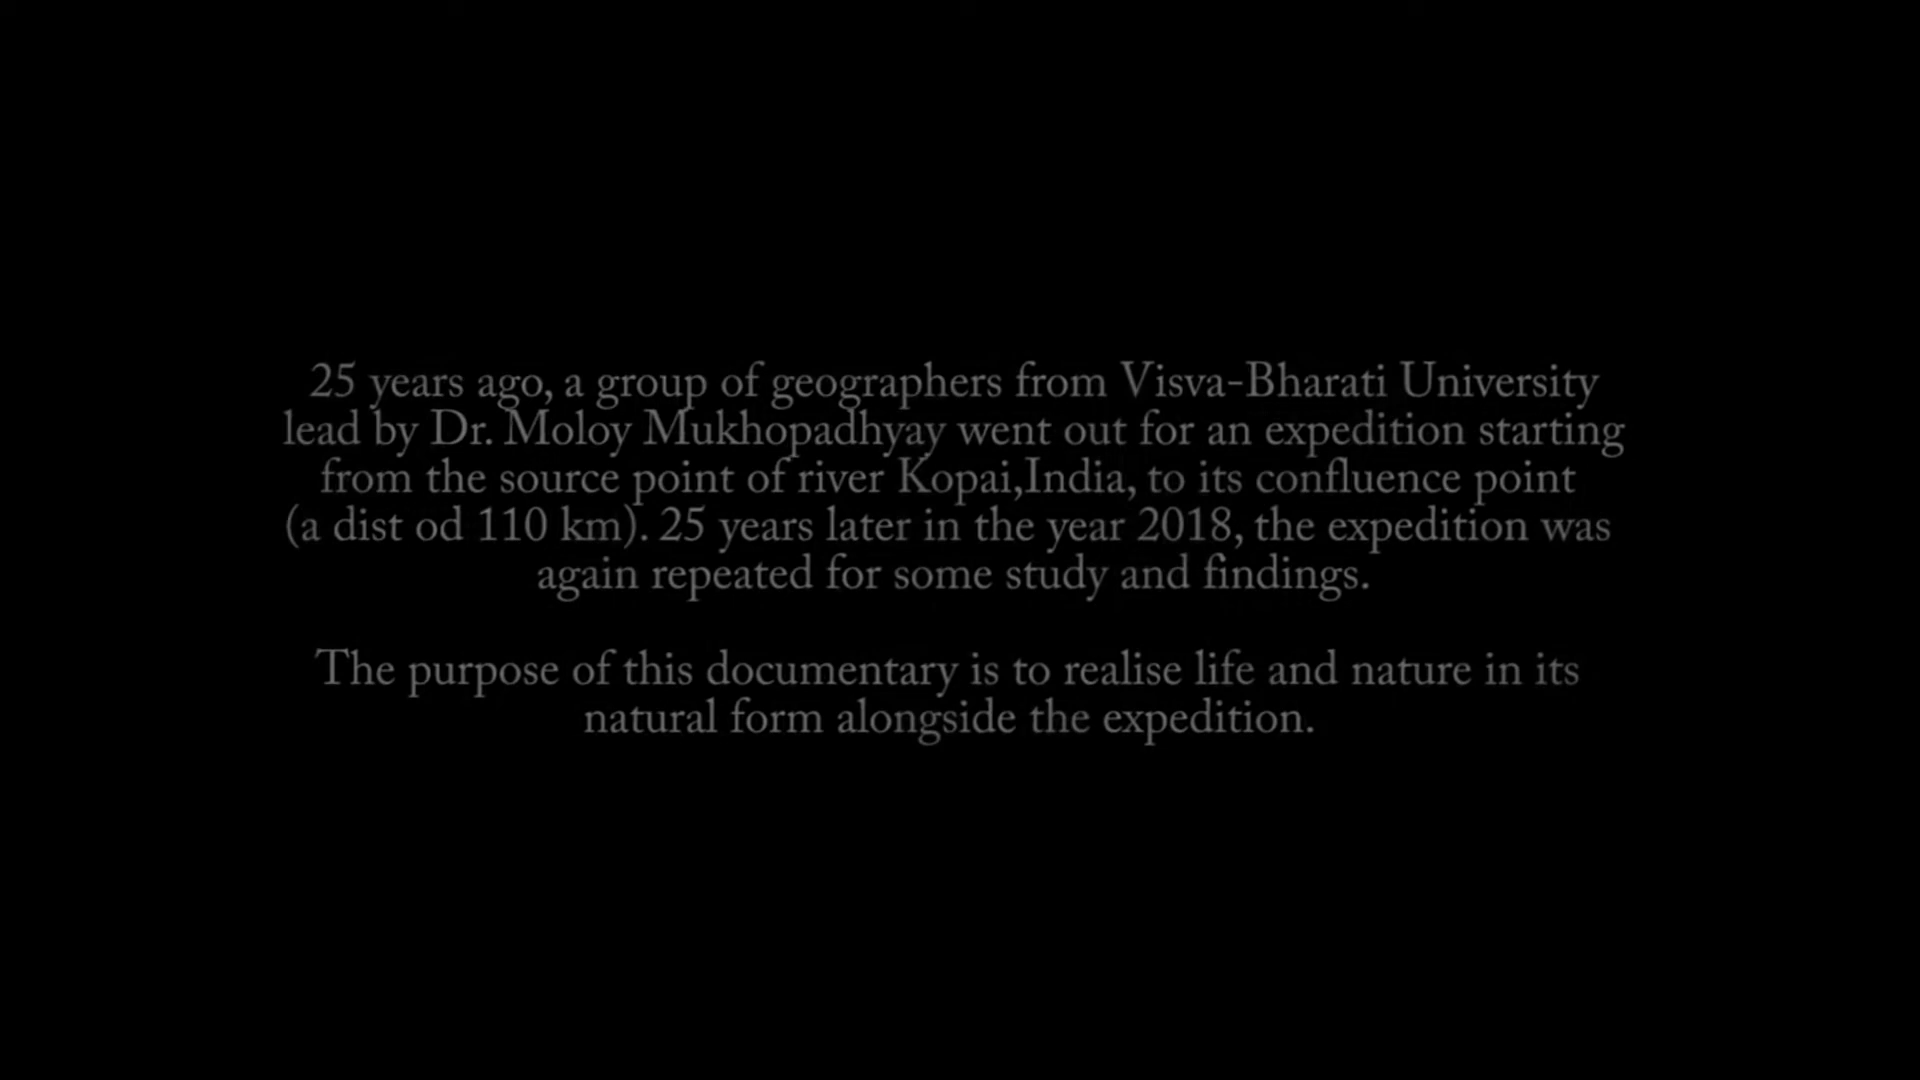 25 years ago, a group of geographers from Visva-Bharati University
lead by Dr. Moloy Mukhopadhyay went out for an expedition starting
from the source point of river Kopai,India, to its confluence point
(a dist od 110 km). 25 years later in the year 2018, the expedition was
again repeated for some study and findings.
The purpose of this documentary is to realise life and nature in its
natural form alongside the expedition.